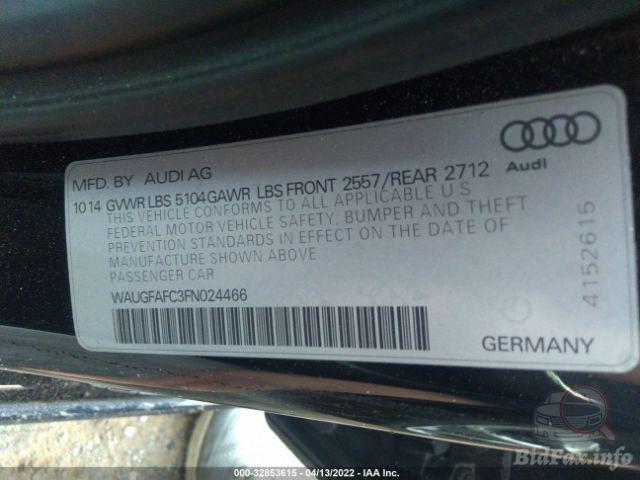 Audi
MFD. BY AUDI AG
10 14 GVWR LBS 5104 GAWR LBS FRONT 2557/REAR 2712
THIS VEHICLE CONFORMS TO ALL APPLICABLE U S
FEDERAL MOTOR VEHICLE SAFETY, BUMPER AND THEFT
PREVENTION STANDARDS IN EFFECT ON THE DATE OF
MANUFACTURE SHOWN ABOVE
PASSENGER CAR
WAUGFAFC3FN024466
4152615
GERMANY
BidFax.info
000-32853615 - 04/13/2022 - IAA Inc.